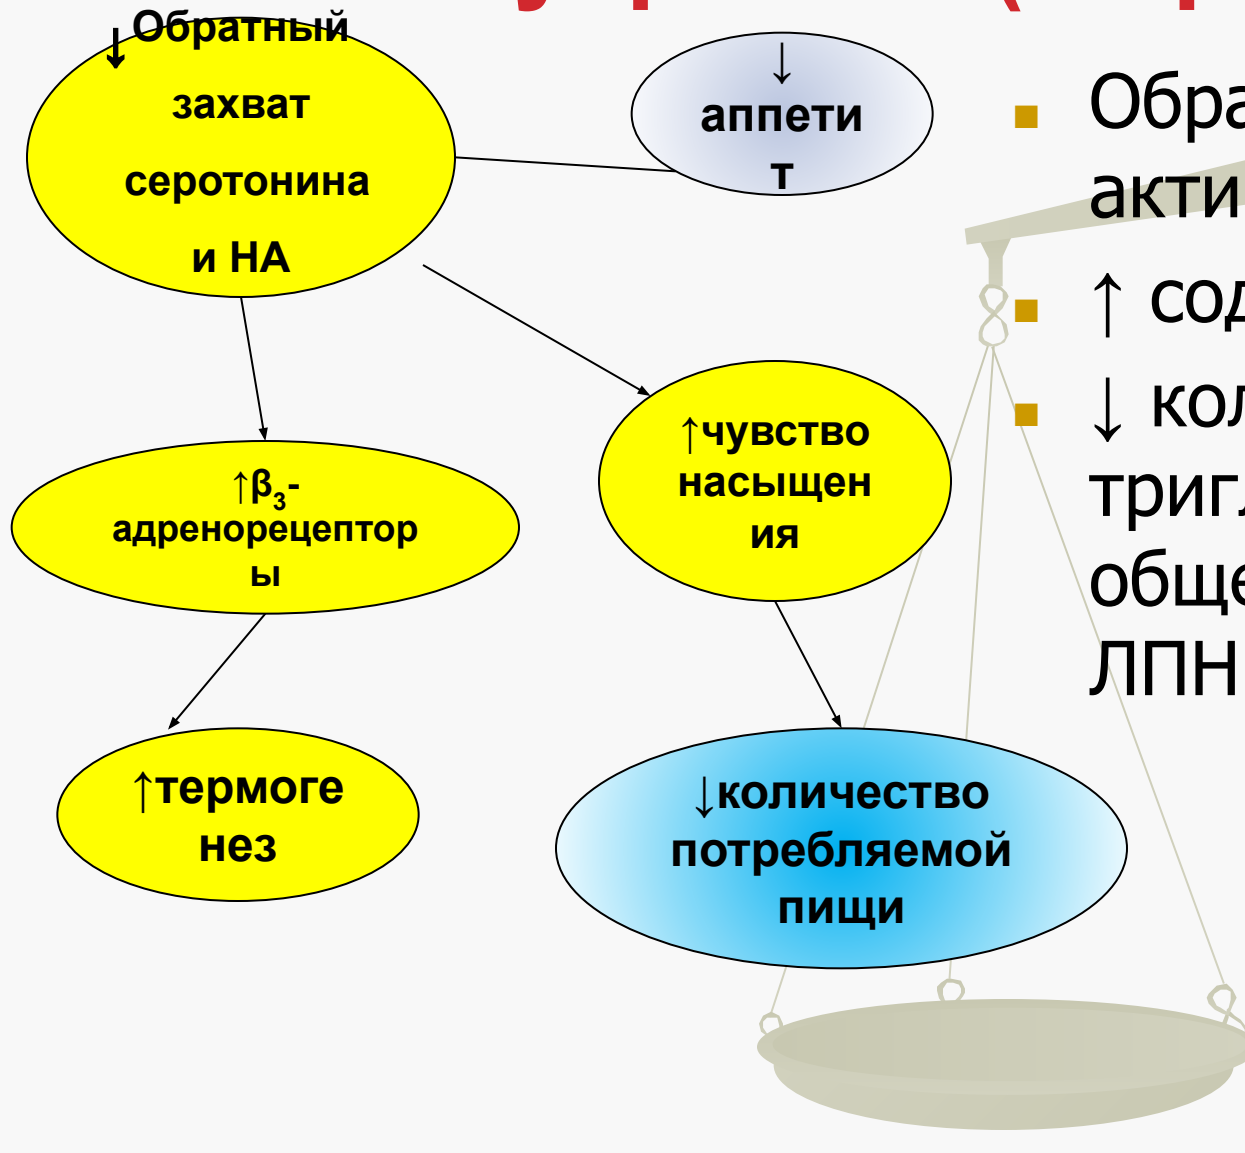 ↓Обратный
захват
серотонина
и НА
↓
аппети
т
↑β3-
адренорецептор
ы
↑чувство
насыщен
ия
↑термоге
нез
↓количество
потребляемой
пищи
■ Обра
акти
■ ↑ сод
■ ↓ кол
триг
обще
ЛПН